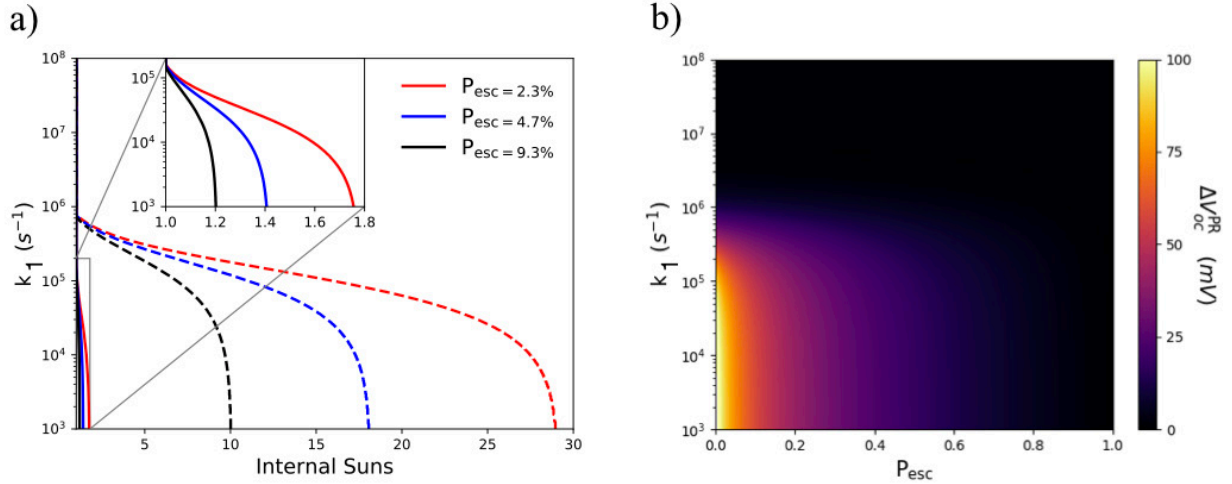 a)
10⁸
10⁷
10⁶
10⁵
10⁴
10³
k₁ (s⁻¹)
10⁵
10⁴
10³
1.0 1.2 1.4 1.6 1.8
P_esc = 2.3%
P_esc = 4.7%
P_esc = 9.3%
5 10 15 20 25 30
Internal Suns
b)
10⁸
10⁷
10⁶
10⁵
10⁴
10³
k₁ (s⁻¹)
0.0 0.2 0.4 0.6 0.8 1.0
P_esc
100
75
50
25
0
ΔV_oc^PR (mV)